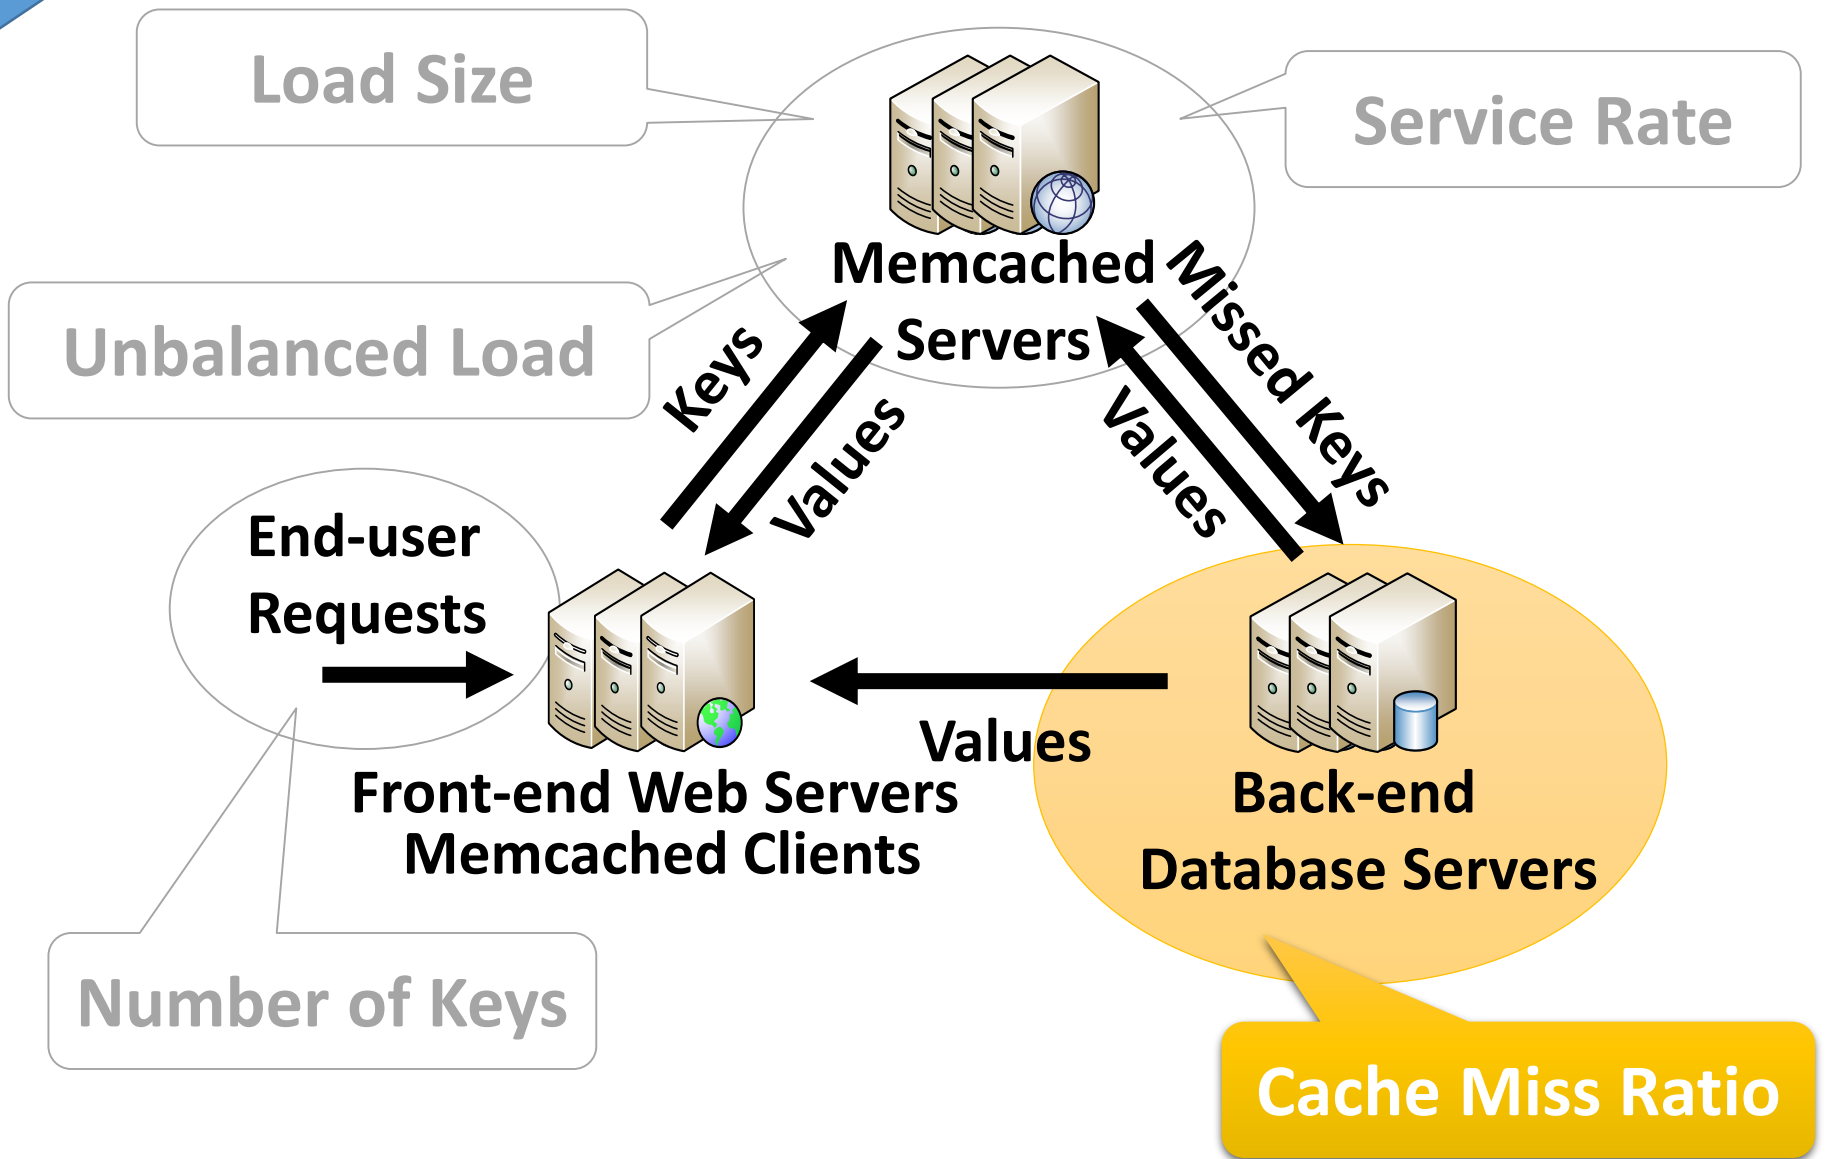 Load Size
Service Rate
Memcached
Servers
Unbalanced Load
Keys
Values
Missed Keys
Values
End-user
Requests
Values
Front-end Web Servers
Memcached Clients
Back-end
Database Servers
Number of Keys
Cache Miss Ratio